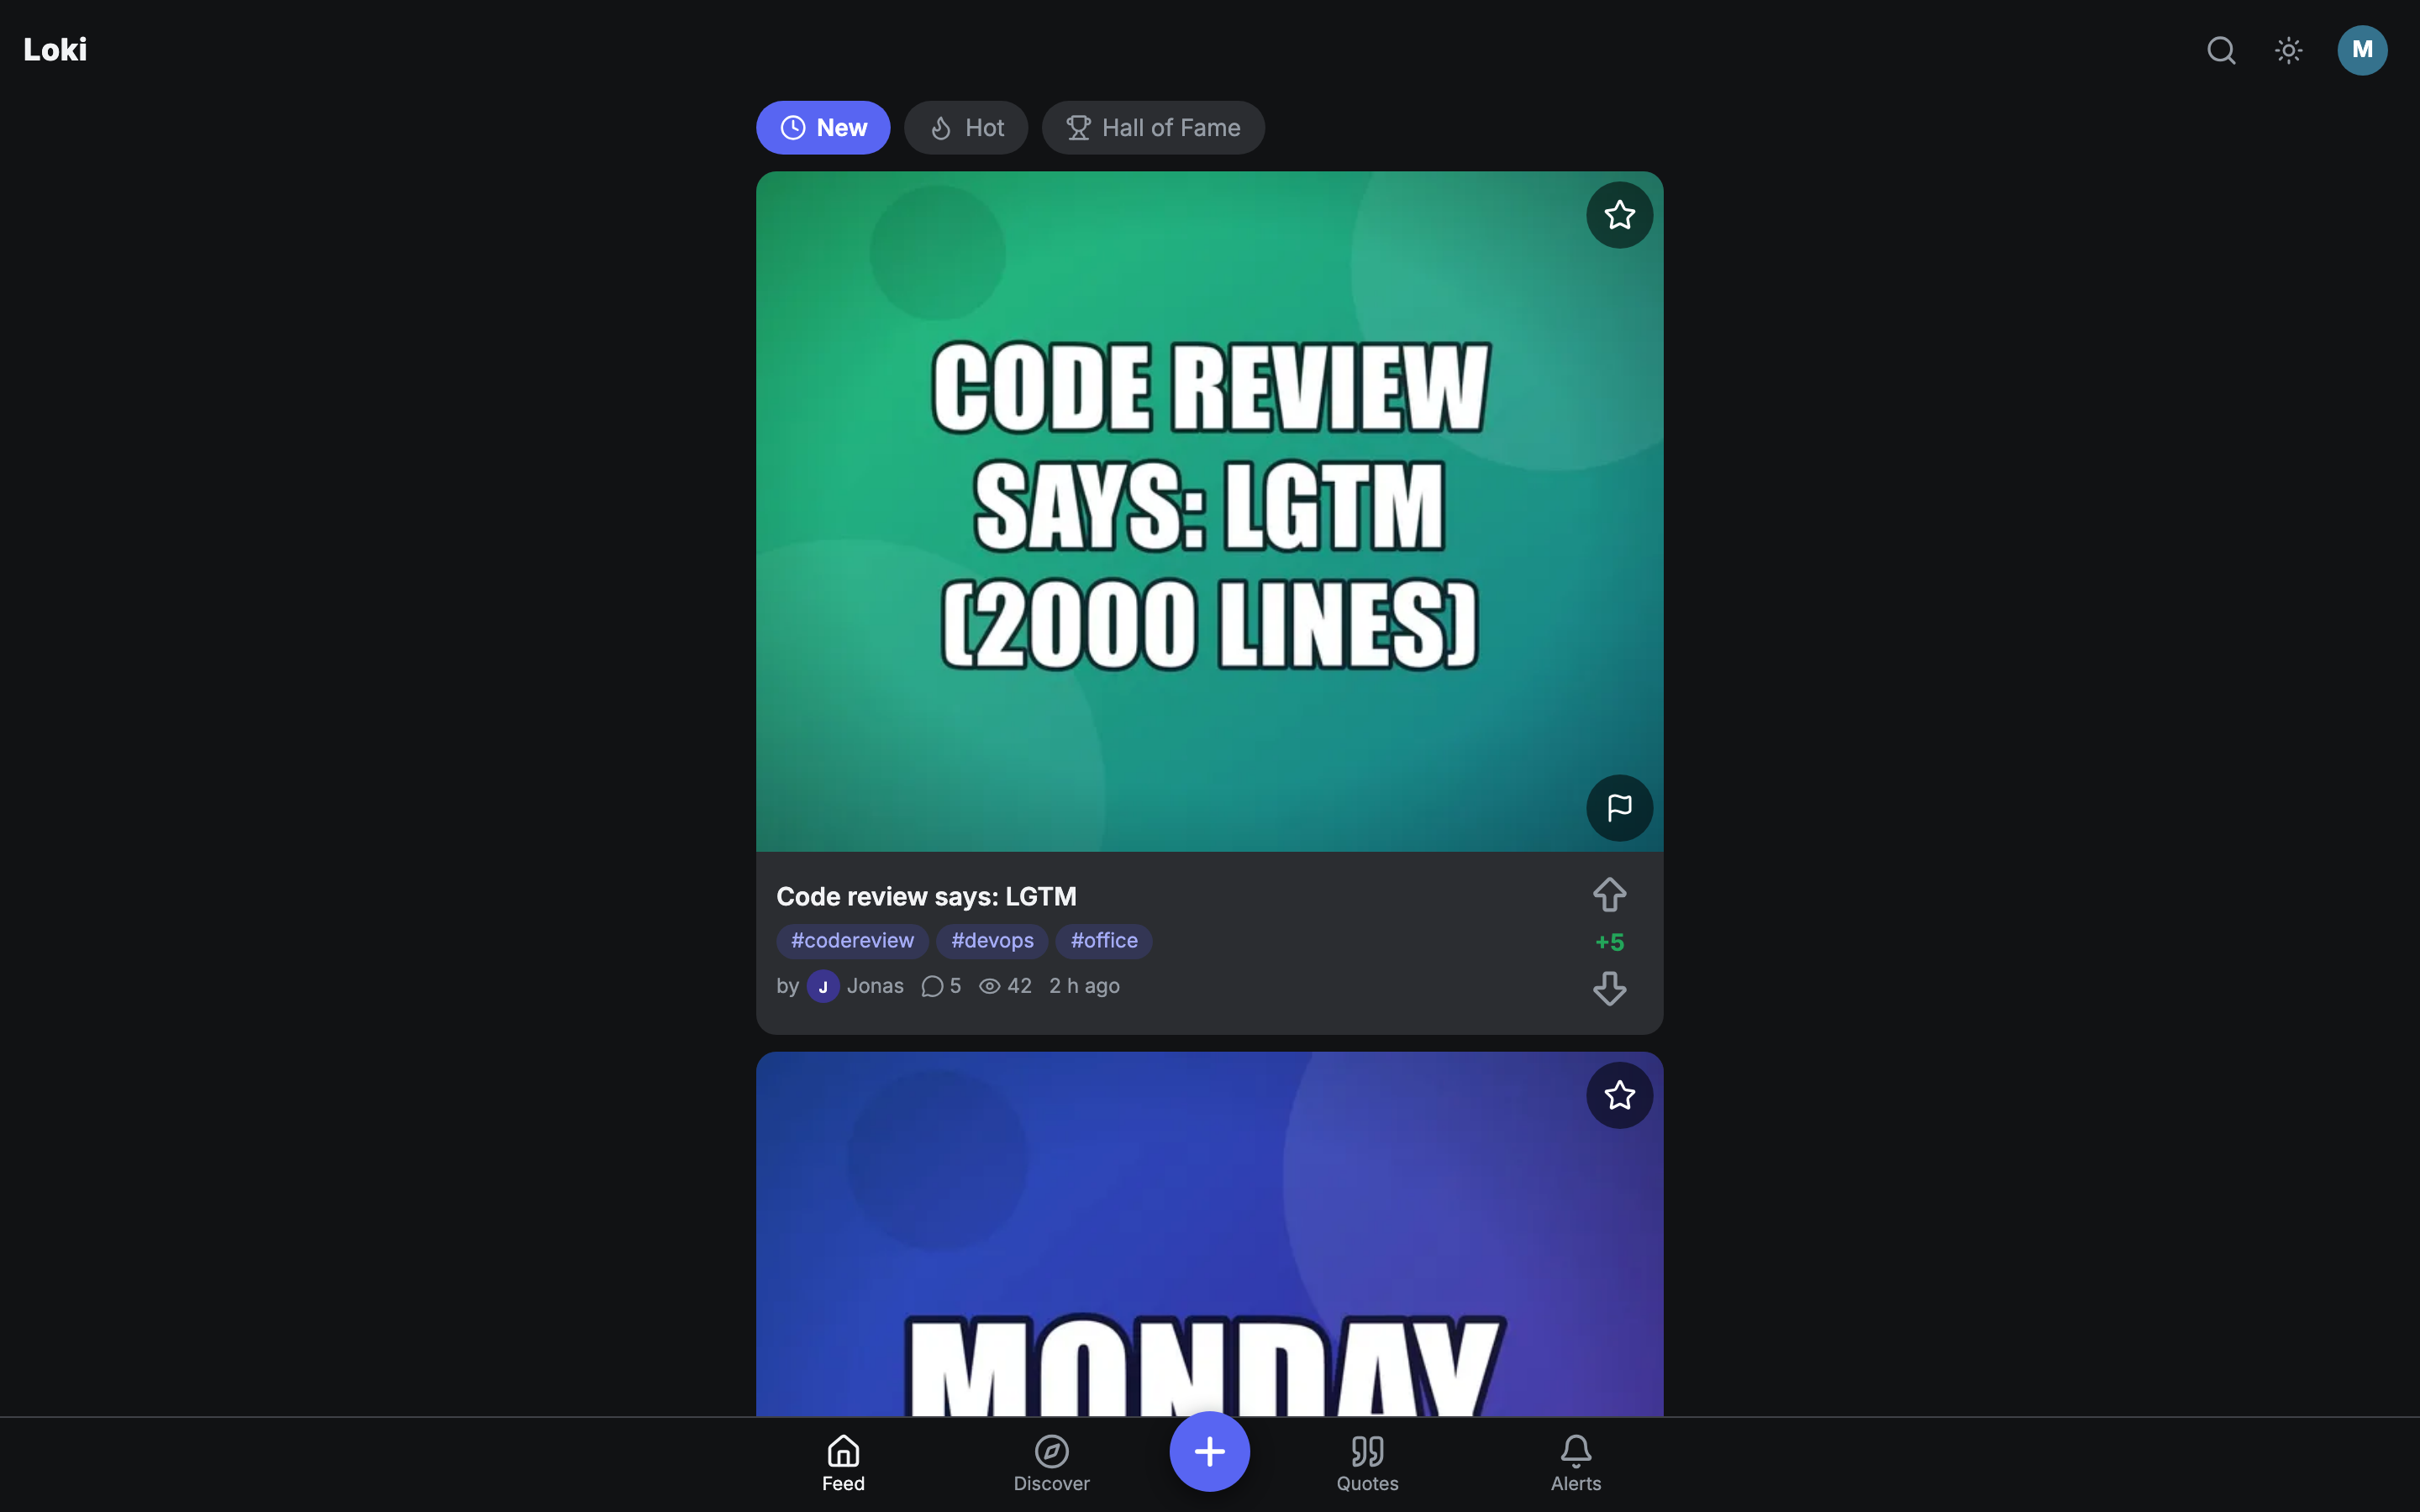 Loki
M
New
Hot
Hall of Fame
CODE REVIEW
SAYS: LGTM
(2000 LINES)
Code review says: LGTM
#codereview #devops #office
+5
by J Jonas 5 42 2 h ago
MONDAY
Feed
Discover
Quotes
Alerts